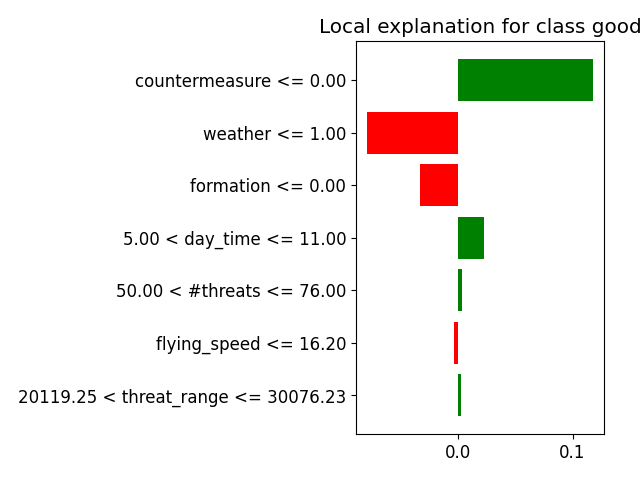 Local explanation for class good
countermeasure <= 0.00
weather <= 1.00
formation <= 0.00
5.00 < day_time <= 11.00
50.00 < #threats <= 76.00
flying_speed <= 16.20
20119.25 < threat_range <= 30076.23
0.0 0.1